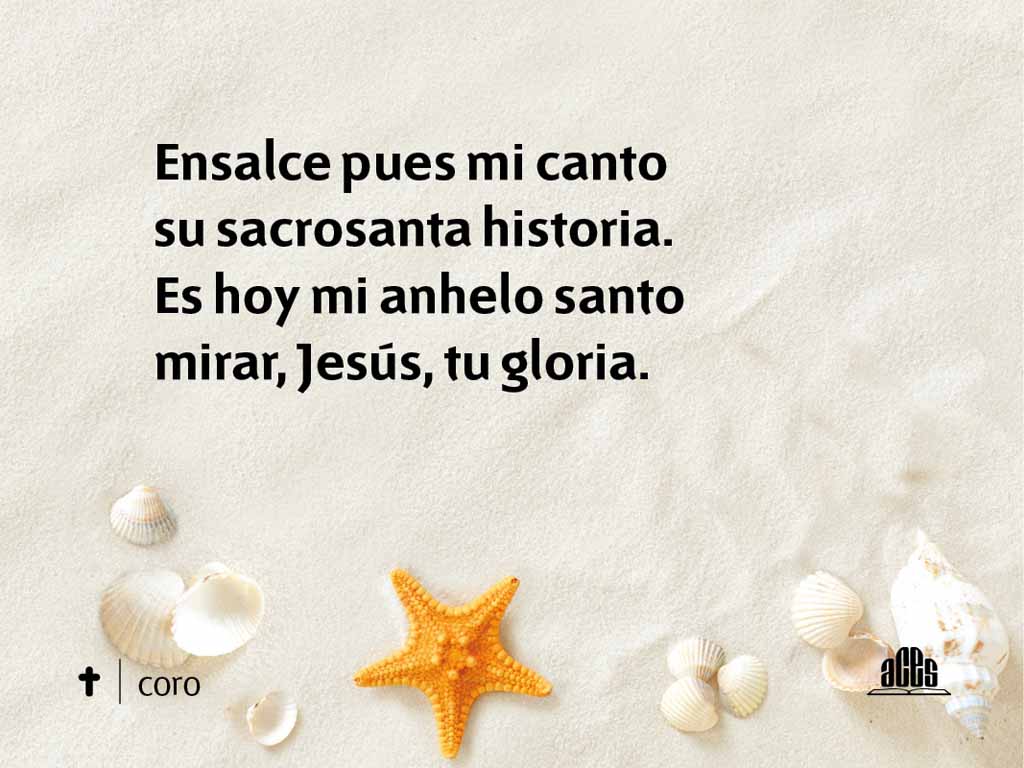 Ensalce pues mi canto
su sacrosanta historia.
Es hoy mi anhelo santo
mirar, Jesús, tu gloria.
coro
aces